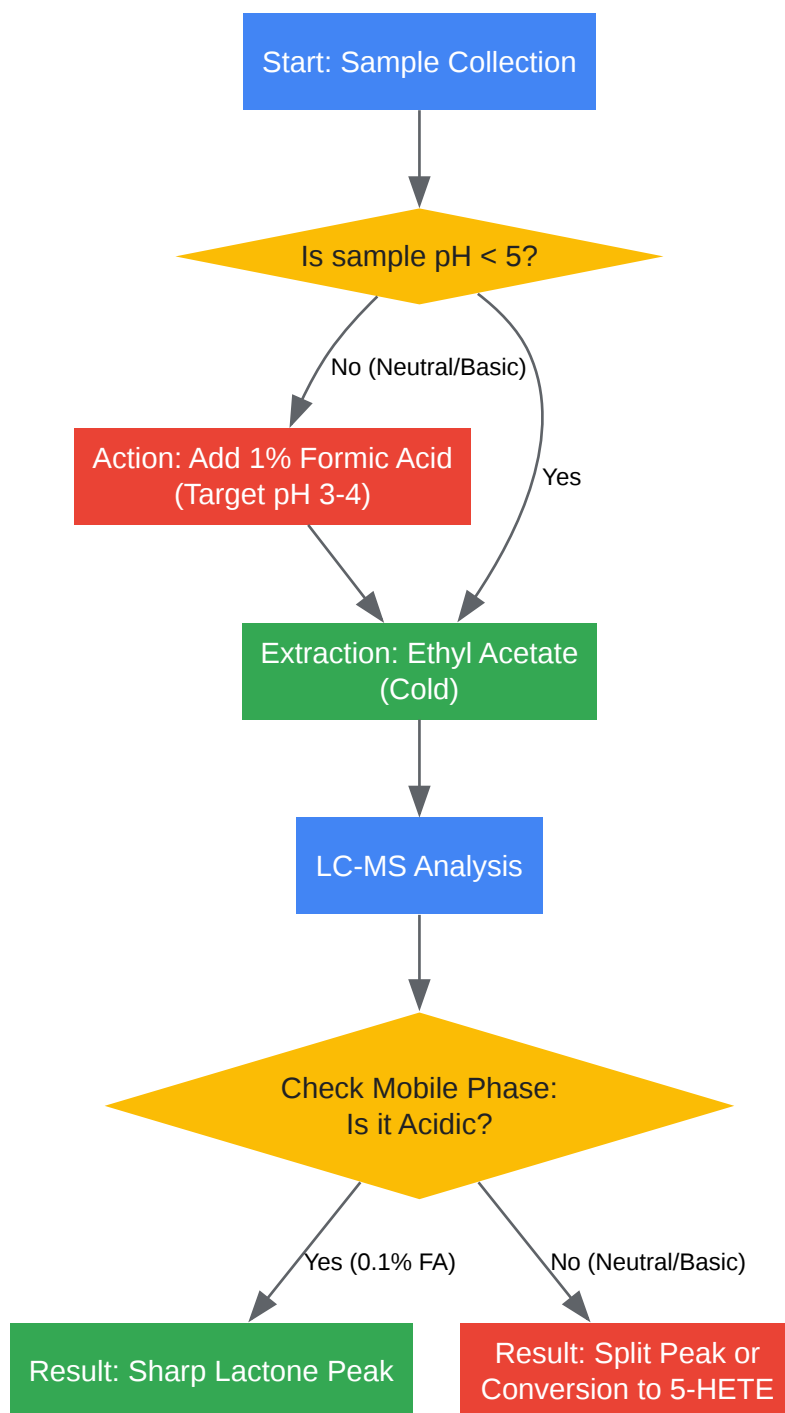 Start: Sample Collection
Is sample pH < 5?
No (Neutral/Basic)
Action: Add 1% Formic Acid
(Target pH 3-4)
Yes
Extraction: Ethyl Acetate
(Cold)
LC-MS Analysis
Check Mobile Phase:
Is it Acidic?
Yes (0.1% FA)
No (Neutral/Basic)
Result: Sharp Lactone Peak
Result: Split Peak or
Conversion to 5-HETE